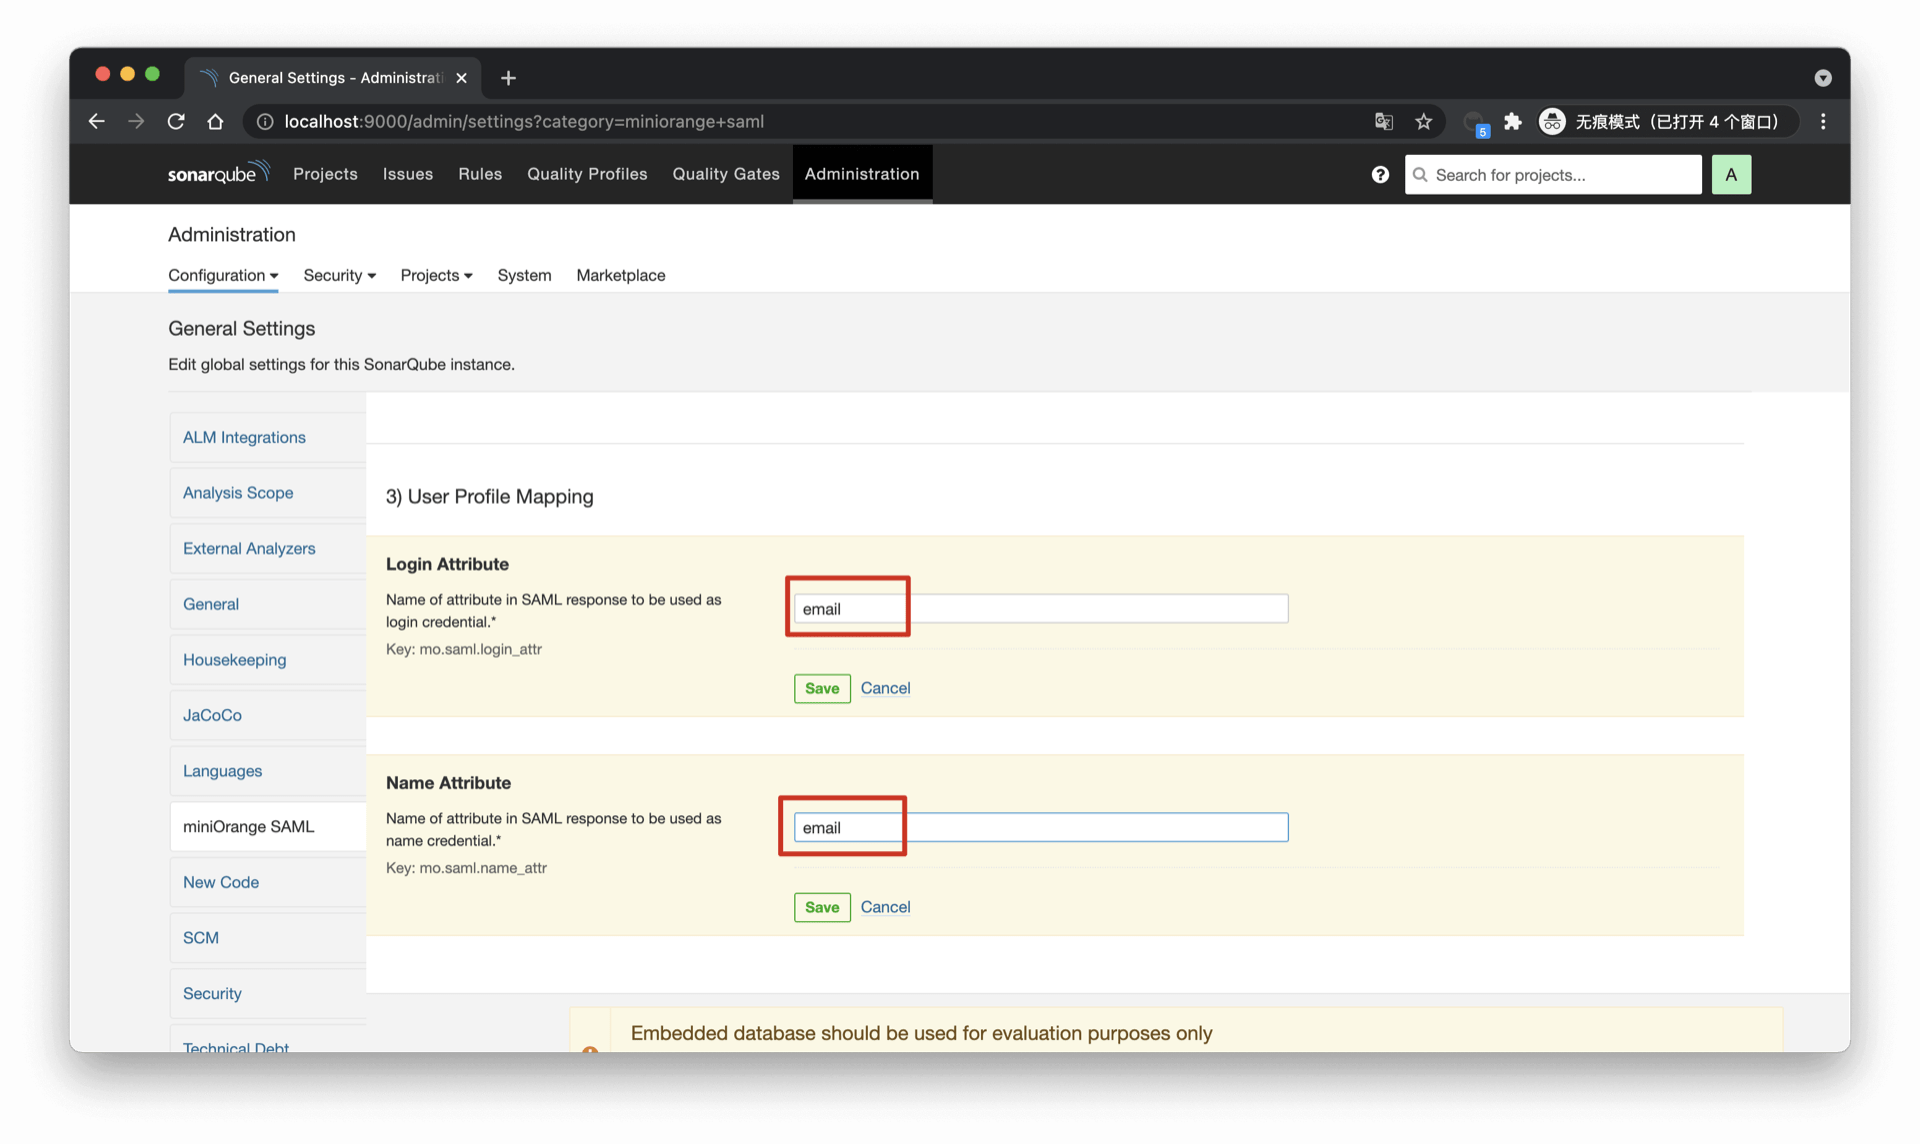 General Settings - Administrati
localhost:9000/admin/settings?category=miniorange+saml
5
无痕模式（已打开 4 个窗口）
sonarqube
Projects
Issues
Rules
Quality Profiles
Quality Gates
Administration
?
Search for projects...
A
Administration
Configuration
Security
Projects
System
Marketplace
General Settings
Edit global settings for this SonarQube instance.
ALM Integrations
Analysis Scope
External Analyzers
General
Housekeeping
JaCoCo
Languages
miniOrange SAML
New Code
SCM
Security
Technical Debt
3) User Profile Mapping
Login Attribute
Name of attribute in SAML response to be used as
login credential.*
Key: mo.saml.login_attr
email
Save
Cancel
Name Attribute
Name of attribute in SAML response to be used as
name credential.*
Key: mo.saml.name_attr
email
Save
Cancel
Embedded database should be used for evaluation purposes only